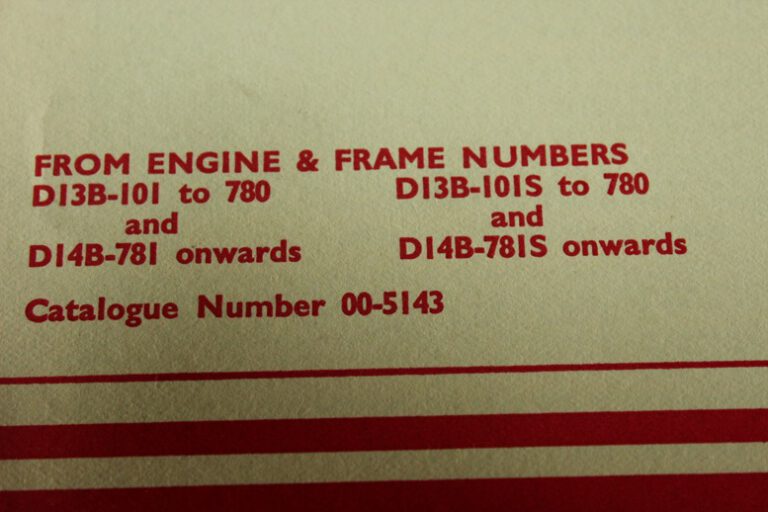 FROM ENGINE & FRAME NUMBERS
D13B-101 to 780 D13B-101S to 780
and and
D14B-781 onwards D14B-781S onwards
Catalogue Number 00-5143